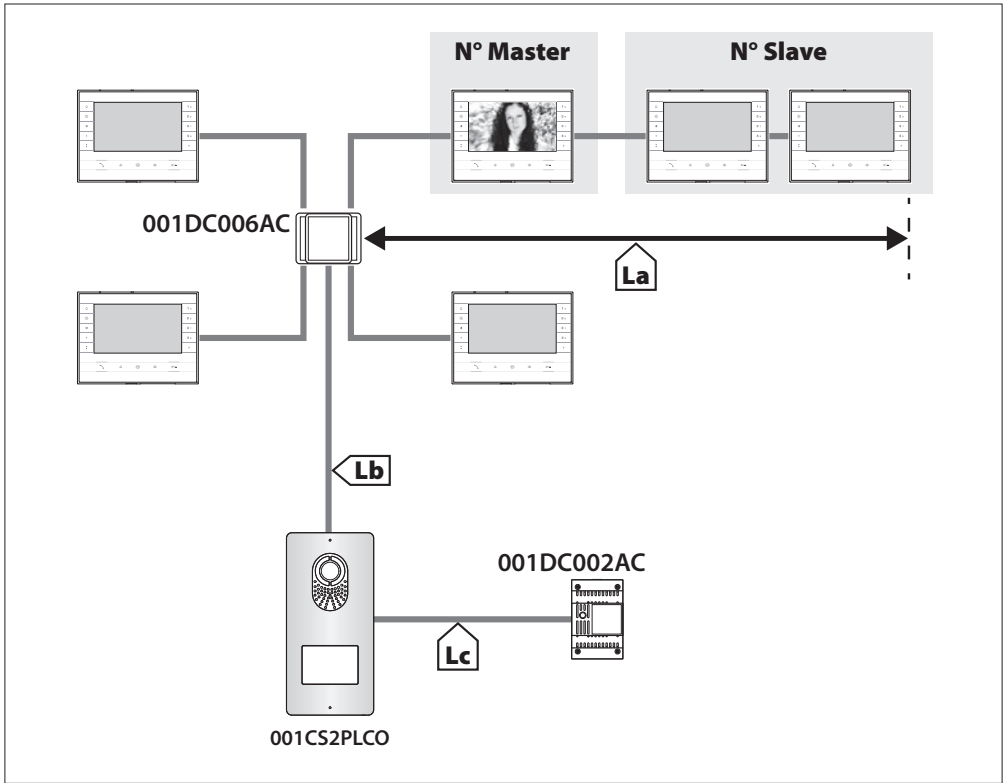 N° Master
N° Slave
001DC006AC
La
Lb
001DC002AC
Lc
001CS2PLCO